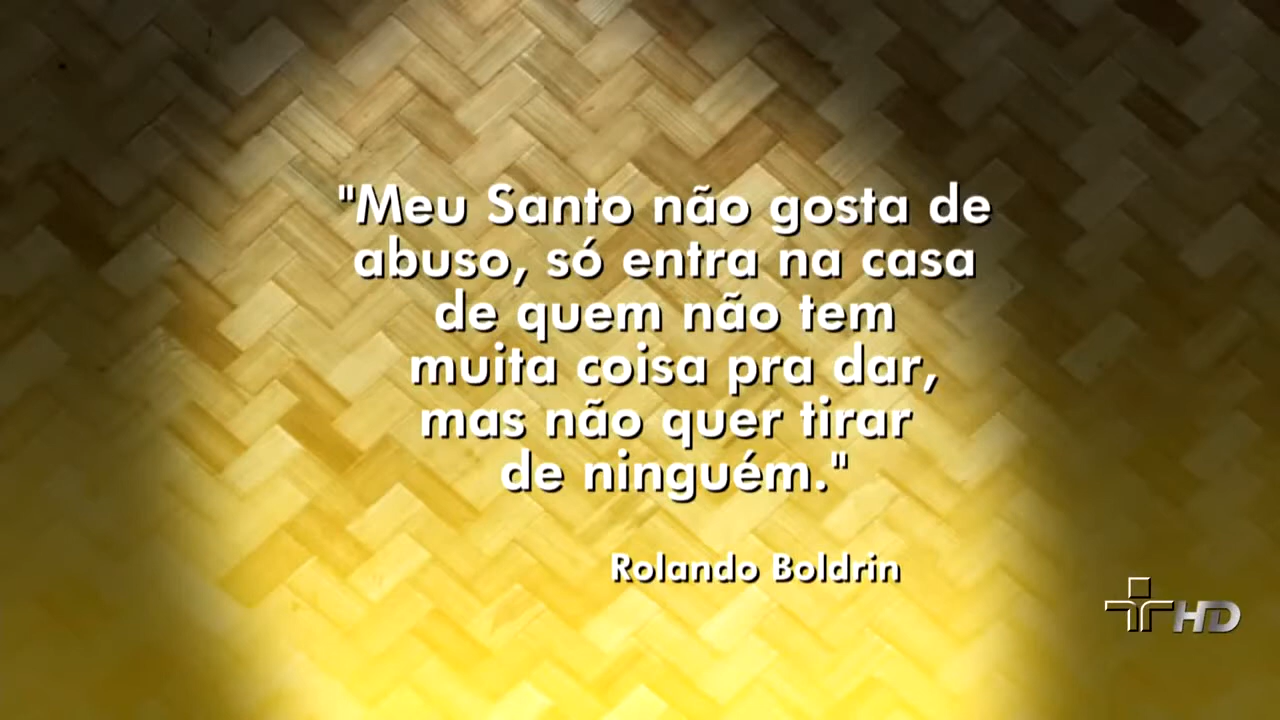 "Meu Santo não gosta de
abuso, só entra na casa
de quem não tem
muita coisa pra dar,
mas não quer tirar
de ninguém."
Rolando Boldrin
HD